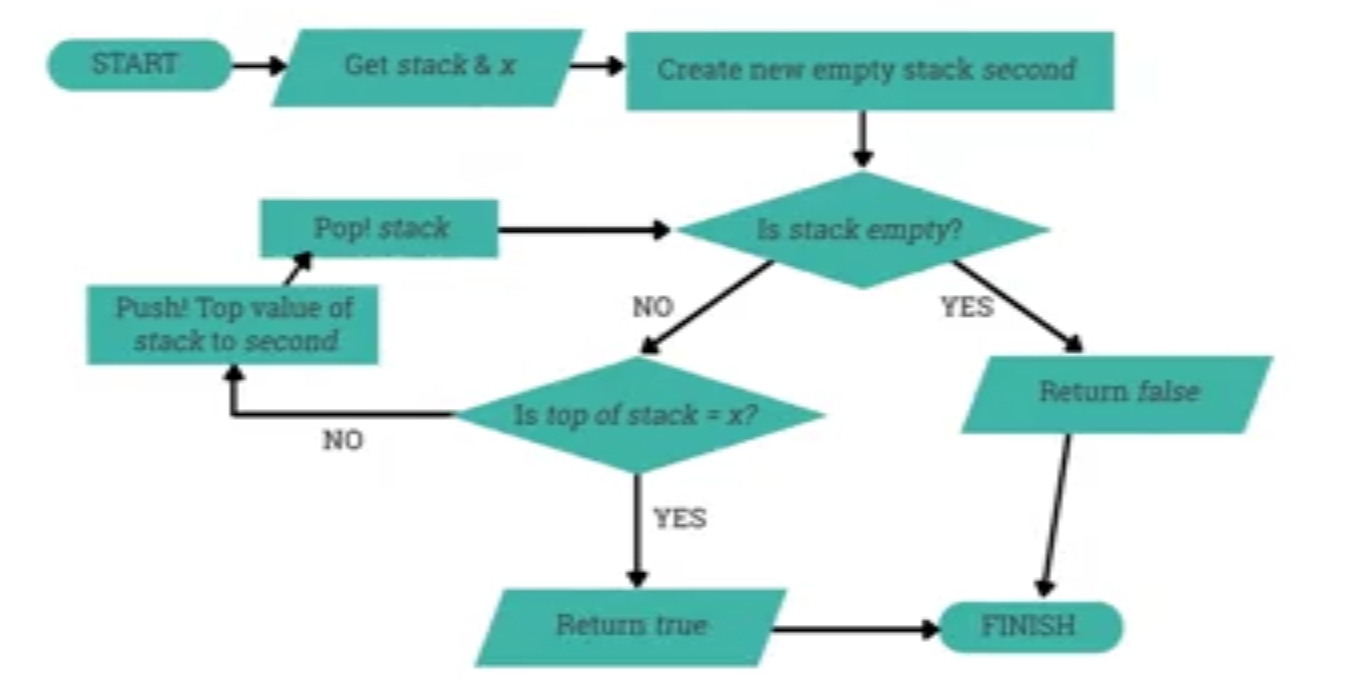 START
Get stack & x
Create new empty stack second
Pop! stack
Is stack empty?
Push! Top value of
stack to second
NO
YES
Is top of stack = x?
Return false
NO
YES
Return true
FINISH